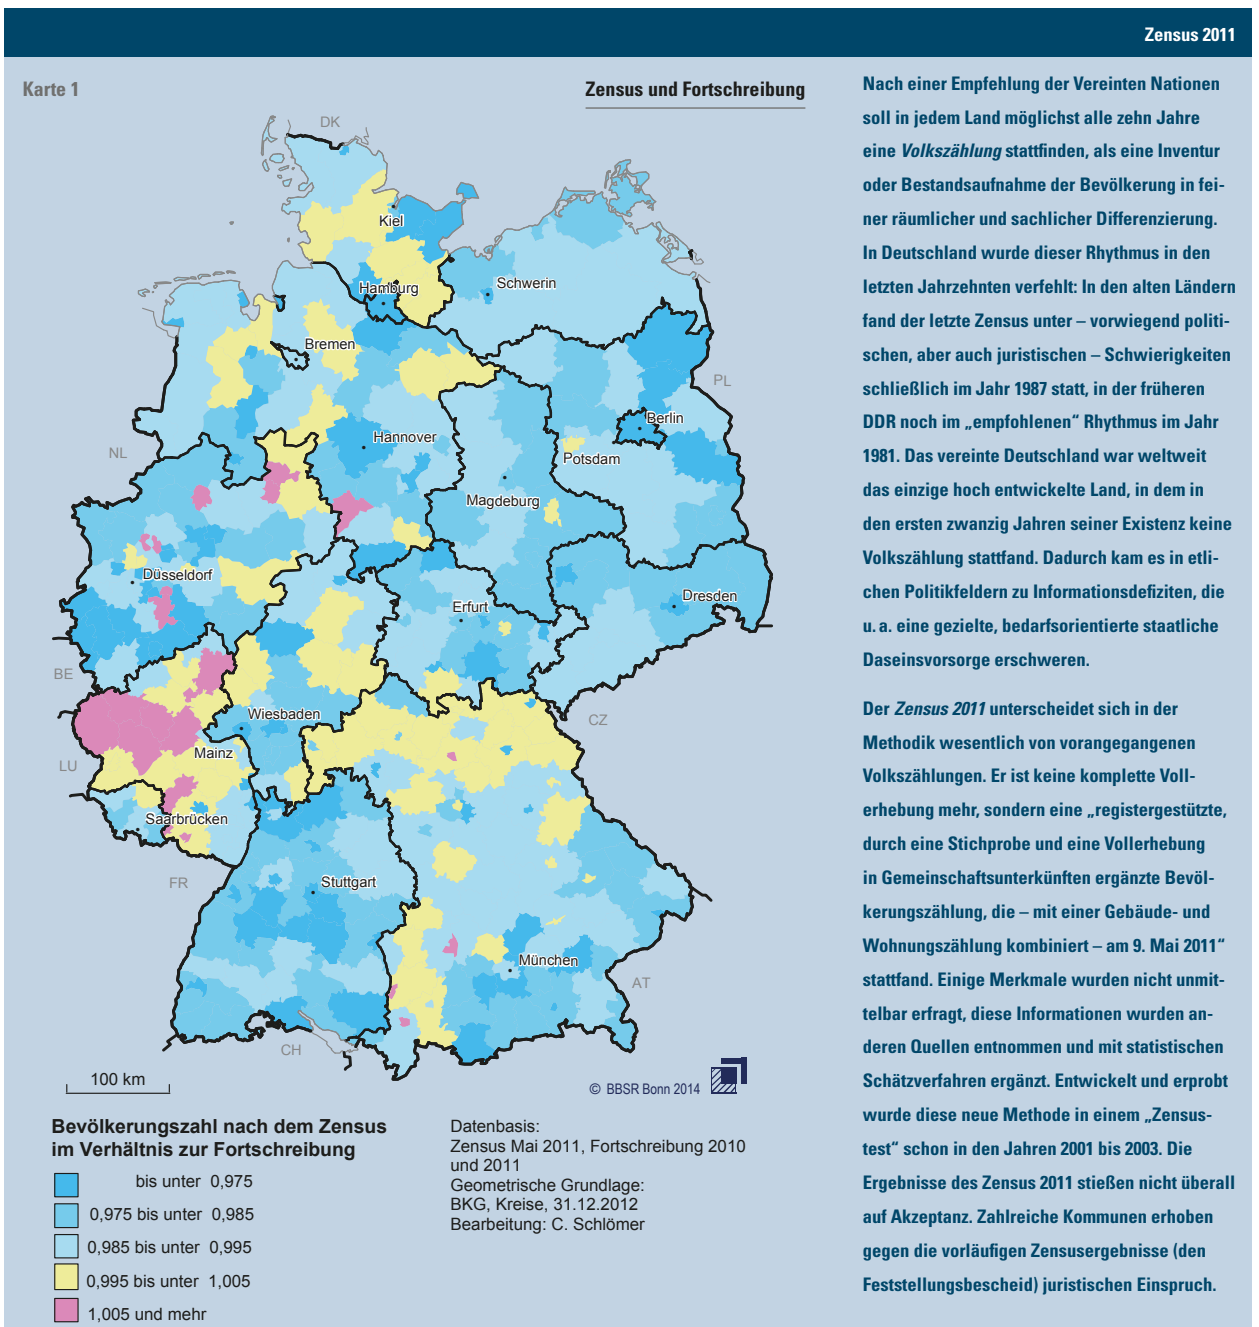 Zensus 2011
Karte 1
Zensus und Fortschreibung
DK
Kiel
Hamburg
Schwerin
Bremen
PL
Berlin
Hannover
NL
Potsdam
Magdeburg
Düsseldorf
Dresden
Erfurt
BE
Wiesbaden
CZ
Mainz
LU
Saarbrücken
FR
Stuttgart
München
AT
CH
100 km
© BBSR Bonn 2014
Bevölkerungszahl nach dem Zensus
im Verhältnis zur Fortschreibung
bis unter 0,975
0,975 bis unter 0,985
0,985 bis unter 0,995
0,995 bis unter 1,005
1,005 und mehr
Datenbasis:
Zensus Mai 2011, Fortschreibung 2010
und 2011
Geometrische Grundlage:
BKG, Kreise, 31.12.2012
Bearbeitung: C. Schlömer
Nach einer Empfehlung der Vereinten Nationen
soll in jedem Land möglichst alle zehn Jahre
eine Volkszählung stattfinden, als eine Inventur
oder Bestandsaufnahme der Bevölkerung in fei-
ner räumlicher und sachlicher Differenzierung.
In Deutschland wurde dieser Rhythmus in den
letzten Jahrzehnten verfehlt: In den alten Ländern
fand der letzte Zensus unter – vorwiegend politi-
schen, aber auch juristischen – Schwierigkeiten
schließlich im Jahr 1987 statt, in der früheren
DDR noch im „empfohlenen“ Rhythmus im Jahr
1981. Das vereinte Deutschland war weltweit
das einzige hoch entwickelte Land, in dem in
den ersten zwanzig Jahren seiner Existenz keine
Volkszählung stattfand. Dadurch kam es in etli-
chen Politikfeldern zu Informationsdefiziten, die
u. a. eine gezielte, bedarfsorientierte staatliche
Daseinsvorsorge erschweren.
Der Zensus 2011 unterscheidet sich in der
Methodik wesentlich von vorangegangenen
Volkszählungen. Er ist keine komplette Voll-
erhebung mehr, sondern eine „registergestützte,
durch eine Stichprobe und eine Vollerhebung
in Gemeinschaftsunterkünften ergänzte Bevöl-
kerungszählung, die – mit einer Gebäude- und
Wohnungszählung kombiniert – am 9. Mai 2011“
stattfand. Einige Merkmale wurden nicht unmit-
telbar erfragt, diese Informationen wurden an-
deren Quellen entnommen und mit statistischen
Schätzverfahren ergänzt. Entwickelt und erprobt
wurde diese neue Methode in einem „Zensus-
test“ schon in den Jahren 2001 bis 2003. Die
Ergebnisse des Zensus 2011 stießen nicht überall
auf Akzeptanz. Zahlreiche Kommunen erhoben
gegen die vorläufigen Zensusergebnisse (den
Feststellungsbescheid) juristischen Einspruch.